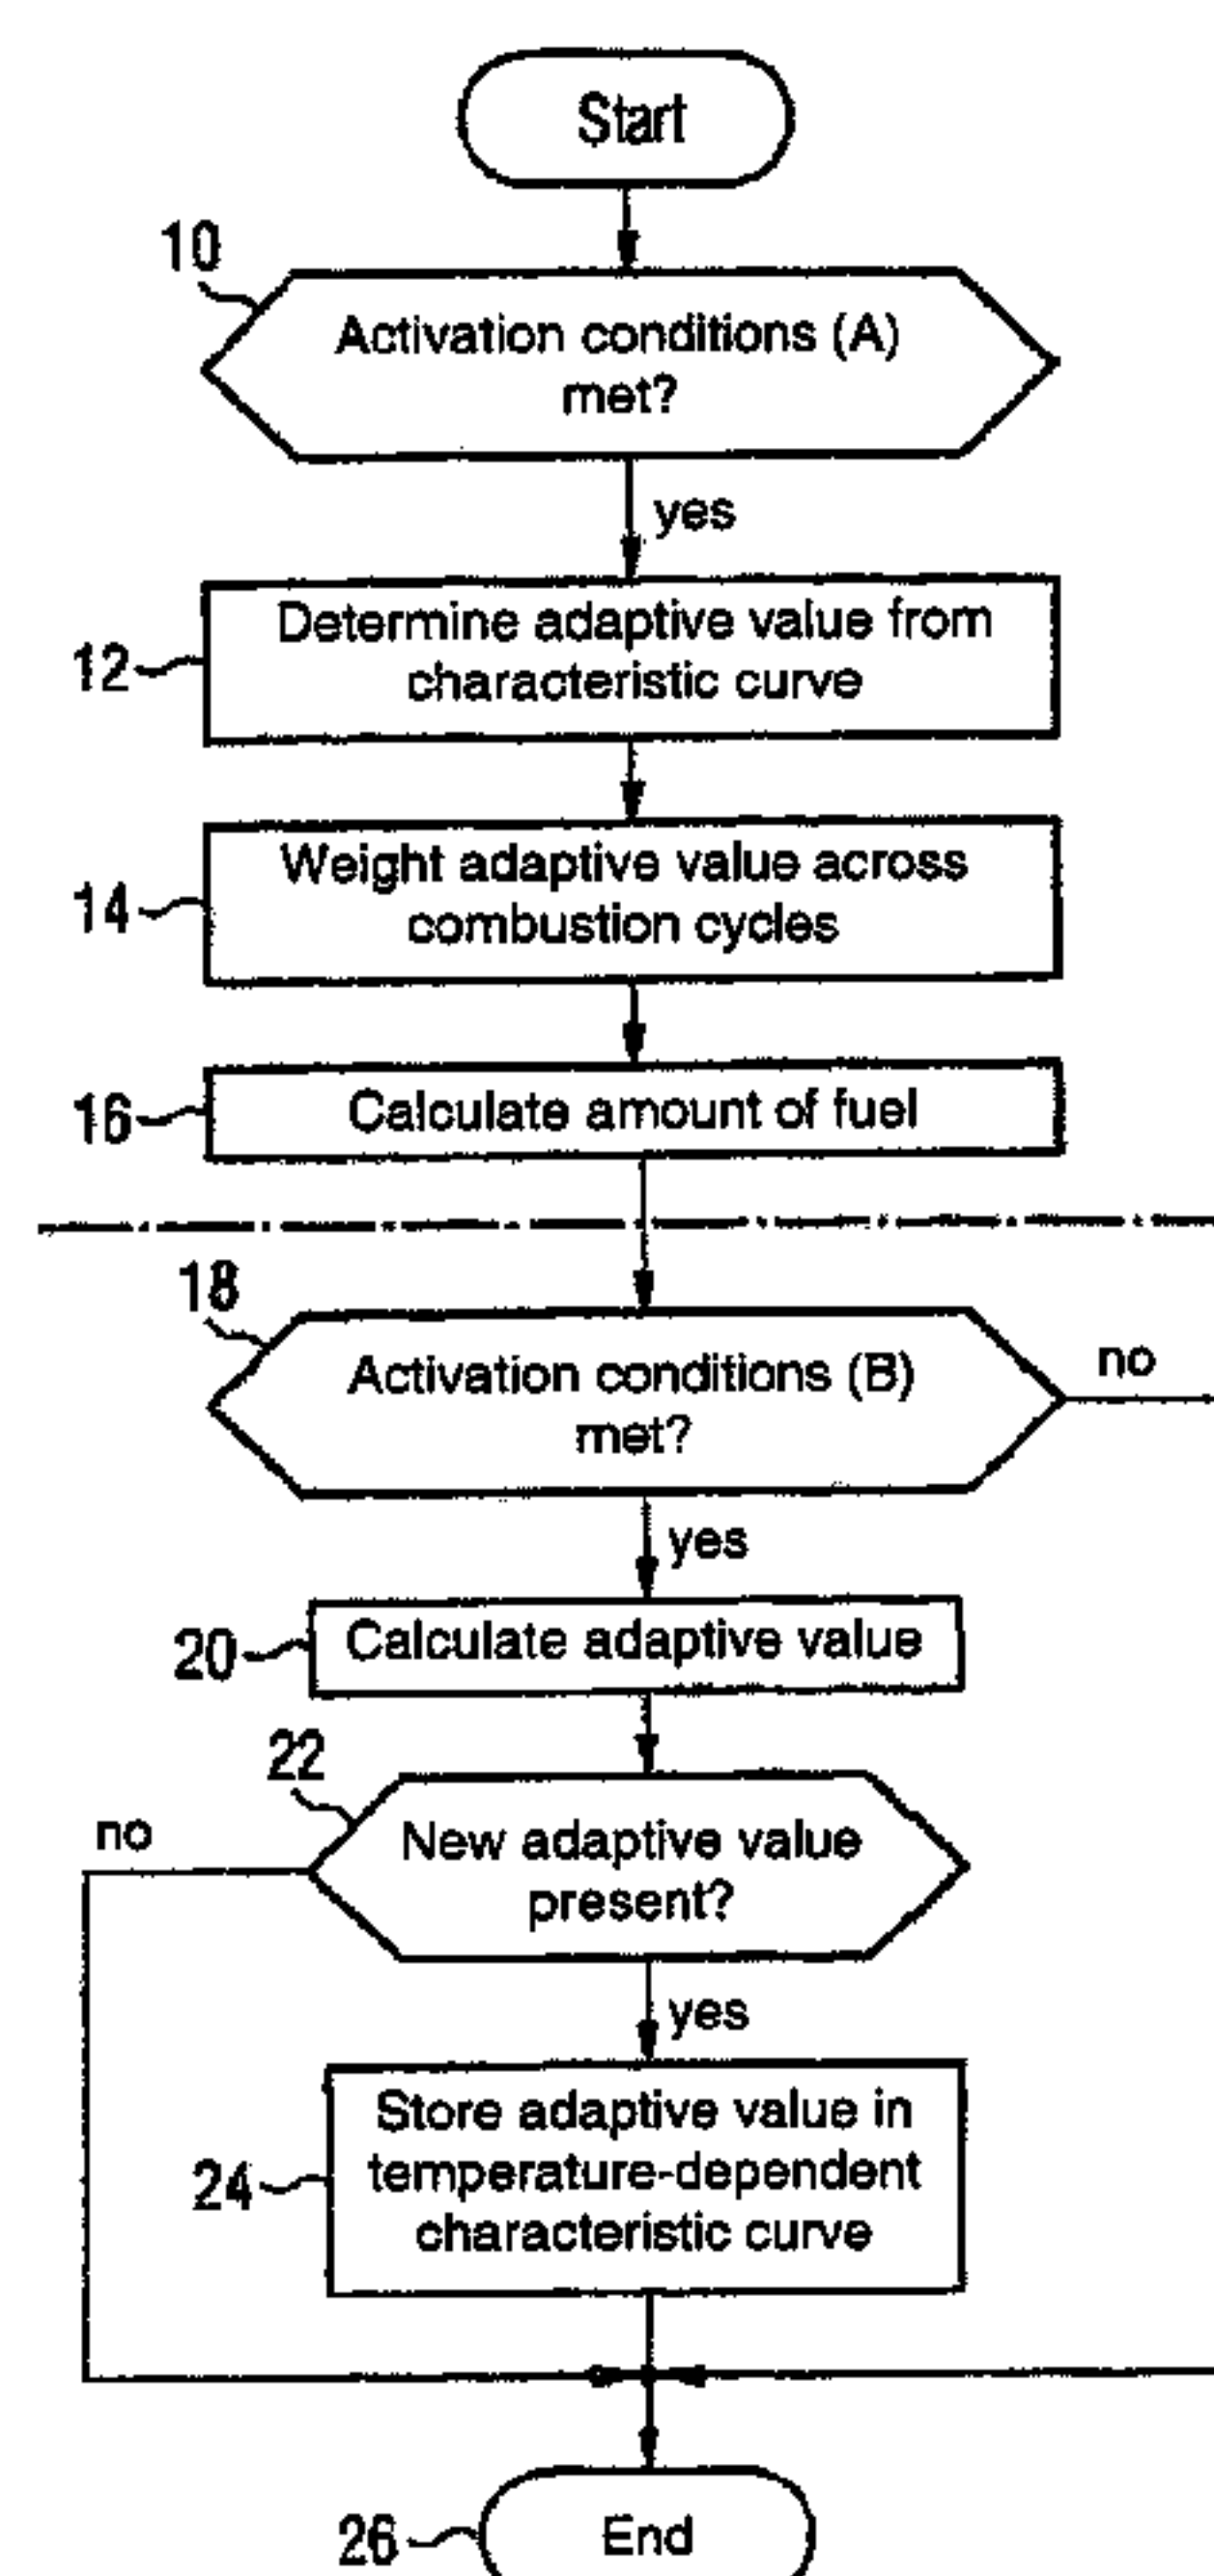 Start
10
Activation conditions (A)
met?
yes
12
Determine adaptive value from
characteristic curve
14
Weight adaptive value across
combustion cycles
16
Calculate amount of fuel
18
Activation conditions (B)
met?
no
yes
20
Calculate adaptive value
22
no
New adaptive value
present?
yes
24
Store adaptive value in
temperature-dependent
characteristic curve
26
End